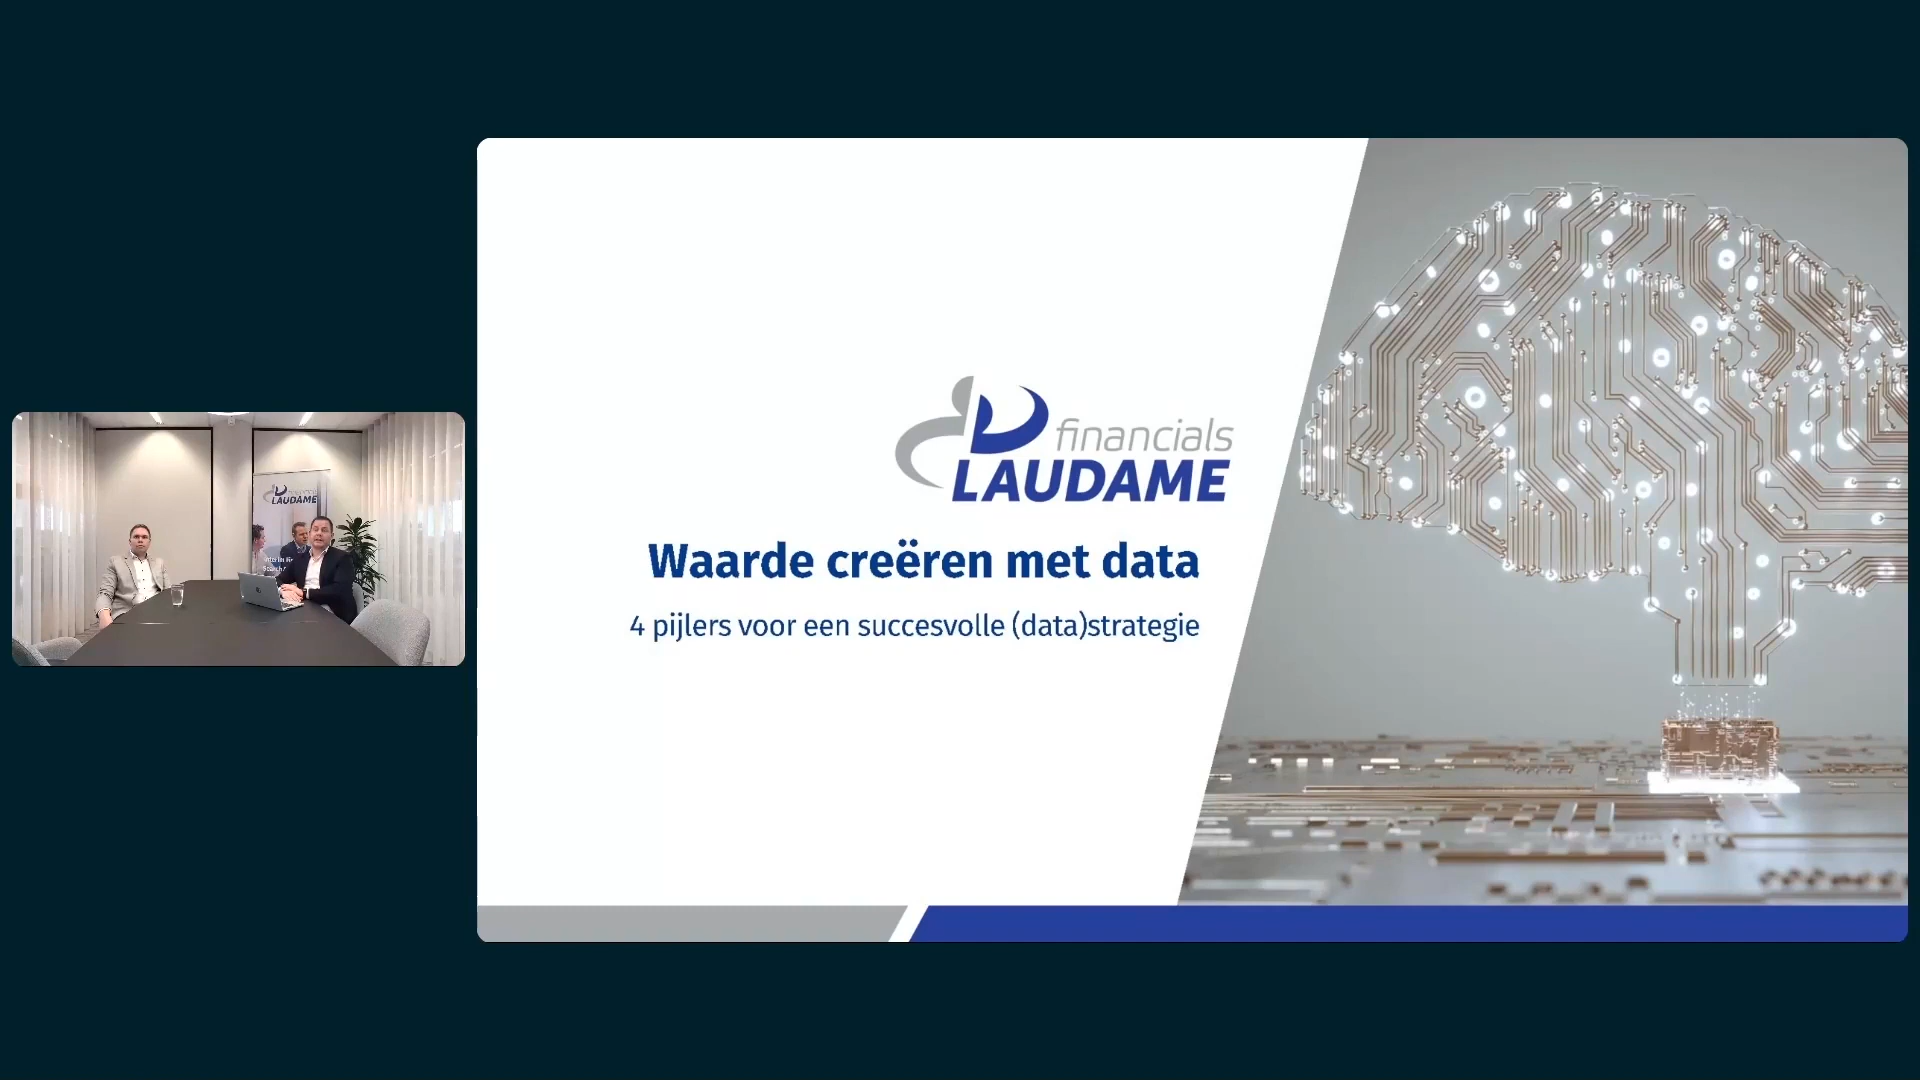 LAUDAME
financials
LAUDAME
Waarde creëren met data
4 pijlers voor een succesvolle (data)strategie